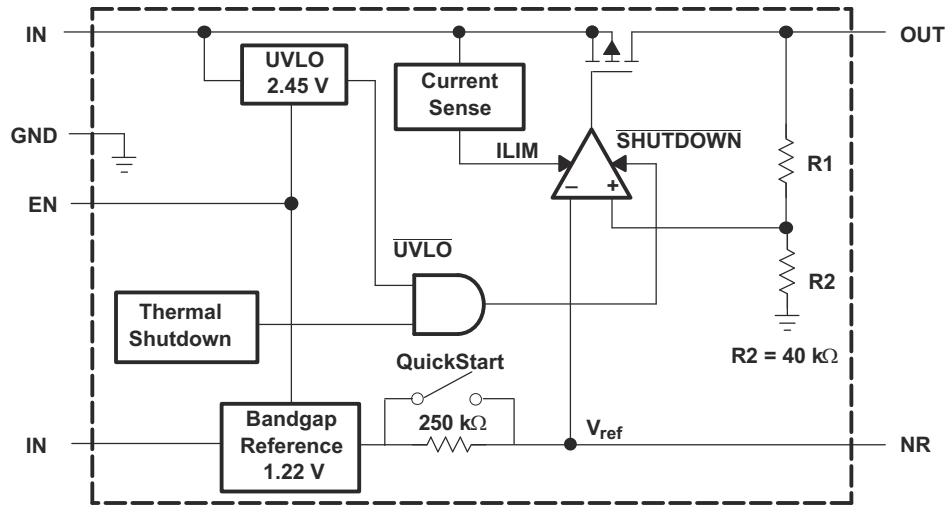 IN
OUT
UVLO
2.45 V
Current
Sense
GND
ILIM
SHUTDOWN
R1
EN
UVLO
R2
Thermal
Shutdown
R2 = 40 kΩ
QuickStart
250 kΩ
Bandgap
Reference
1.22 V
IN
Vref
NR
– +